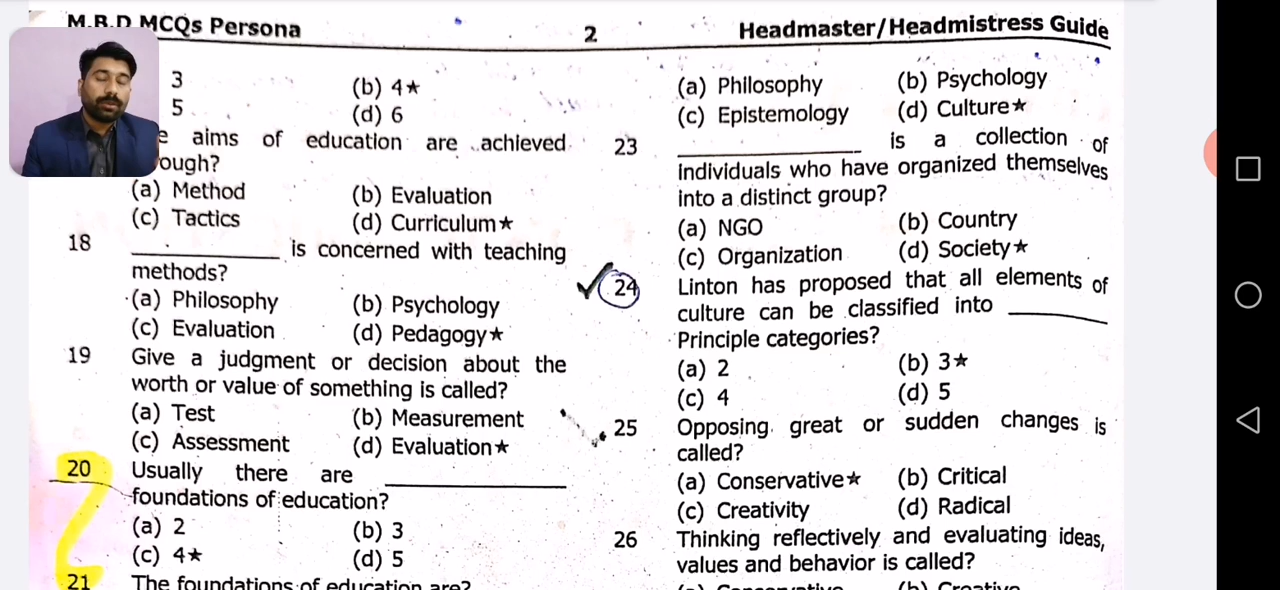 M.R.D MCQs Persona
2
Headmaster/Headmistress Guide
3
(b) 4★
5
(d) 6
e aims of education are achieved
ough?
(a) Method
(b) Evaluation
(c) Tactics
(d) Curriculum★
18
__________ is concerned with teaching
methods?
(a) Philosophy
(b) Psychology
(c) Evaluation
(d) Pedagogy★
19
Give a judgment or decision about the
worth or value of something is called?
(a) Test
(b) Measurement
(c) Assessment
(d) Evaluation★
20
Usually there are __________
foundations of education?
(a) 2
(b) 3
(c) 4★
(d) 5
21
The foundations of education are?
(a) Philosophy
(b) Psychology
(c) Epistemology
(d) Culture★
23
__________ is a collection of
individuals who have organized themselves
into a distinct group?
(a) NGO
(b) Country
(c) Organization
(d) Society★
24
Linton has proposed that all elements of
culture can be classified into ______
Principle categories?
(a) 2
(b) 3★
(c) 4
(d) 5
25
Opposing great or sudden changes is
called?
(a) Conservative★
(b) Critical
(c) Creativity
(d) Radical
26
Thinking reflectively and evaluating ideas,
values and behavior is called?
(a) Conservative
(b) Creative